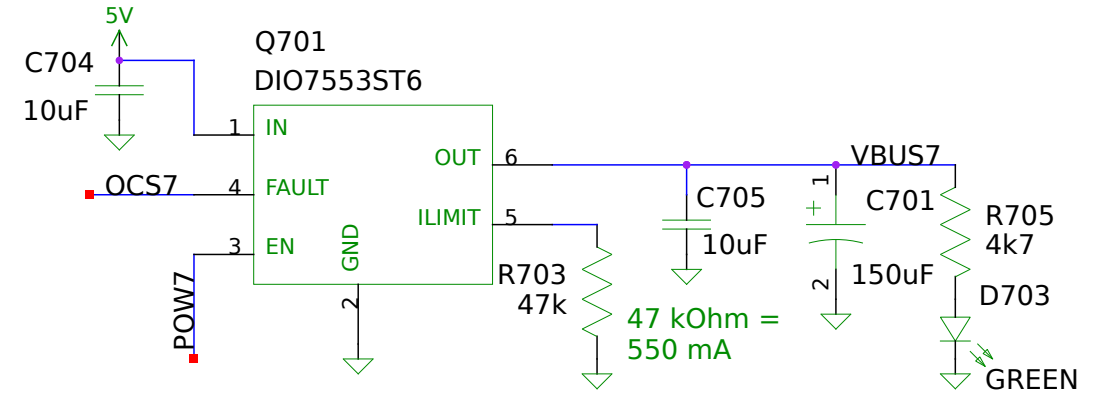 5V
C704
10uF
Q701
DIO7553ST6
1
IN
OCS7
4
FAULT
3
EN
POW7
GND
2
OUT
6
ILIMIT
5
R703
47k
47 kOhm =
550 mA
C705
10uF
VBUS7
1
+
C701
150uF
2
R705
4k7
D703
GREEN